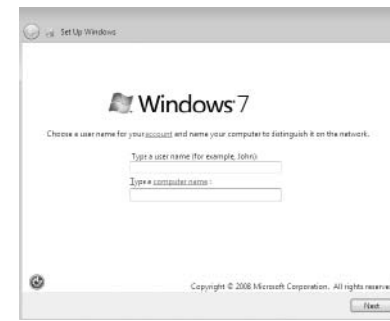 Set Up Windows
Windows 7
Choose a user name for your account and name your computer to distinguish it on the network.
Type a user name (for example, John):
Type a computer name:
Copyright © 2008 Microsoft Corporation. All rights reserve
Next